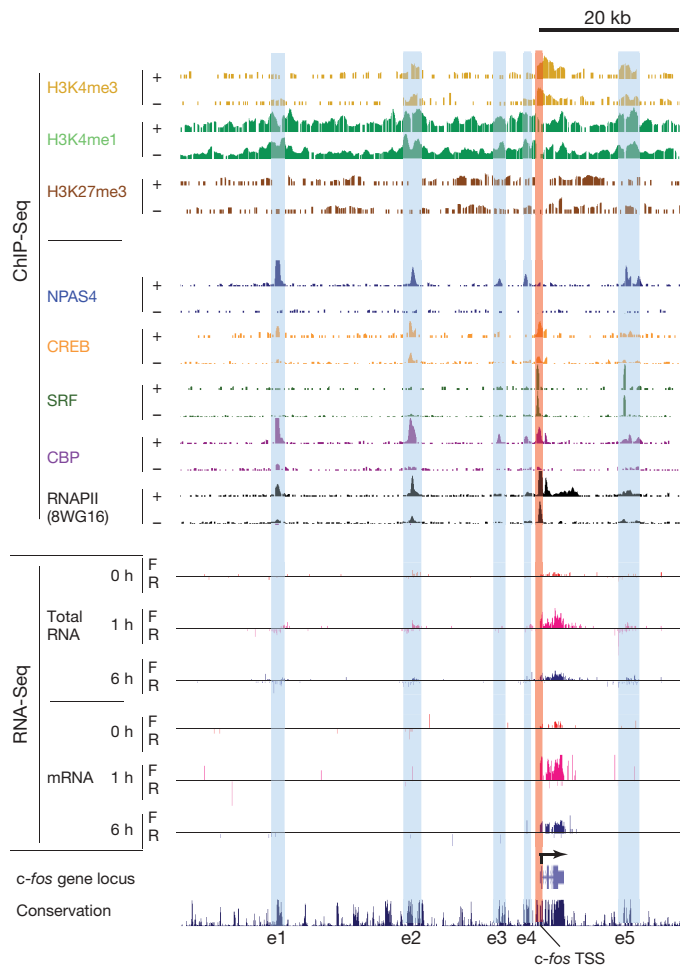 20 kb
ChIP-Seq
H3K4me3
+
−
H3K4me1
+
−
H3K27me3
+
−
NPAS4
+
−
CREB
+
−
SRF
+
−
CBP
+
−
RNAPII
(8WG16)
+
−
RNA-Seq
Total
RNA
0 h
F
R
1 h
F
R
6 h
F
R
mRNA
0 h
F
R
1 h
F
R
6 h
F
R
c-fos gene locus
Conservation
e1 e2 e3 e4 e5
c-fos TSS